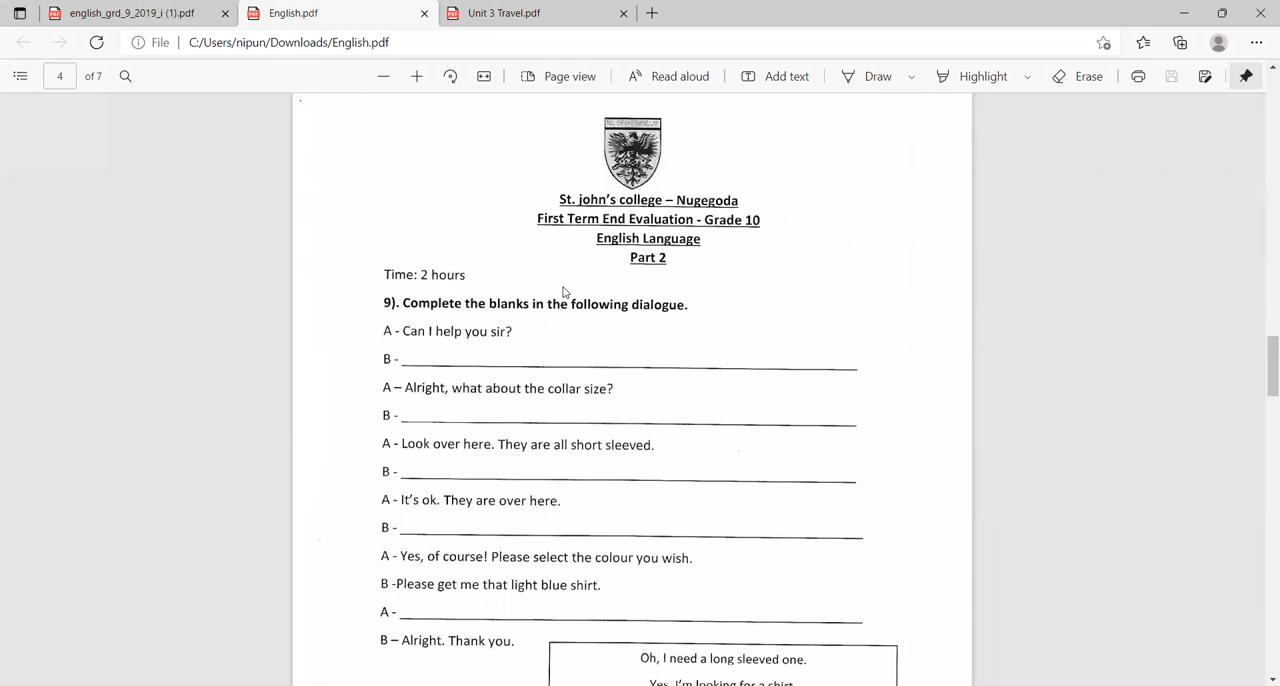 english_grd_9_2019_i (1).pdf
English.pdf
Unit 3 Travel.pdf
File
C:/Users/nipun/Downloads/English.pdf
4 of 7
Page view
Read aloud
Add text
Draw
Highlight
Erase
St. john's college – Nugegoda
First Term End Evaluation - Grade 10
English Language
Part 2
Time: 2 hours
9). Complete the blanks in the following dialogue.
A - Can I help you sir?
B -
A – Alright, what about the collar size?
B -
A - Look over here. They are all short sleeved.
B -
A - It's ok. They are over here.
B -
A - Yes, of course! Please select the colour you wish.
B -Please get me that light blue shirt.
A -
B – Alright. Thank you.
Oh, I need a long sleeved one.
Yes, I'm looking for a shirt